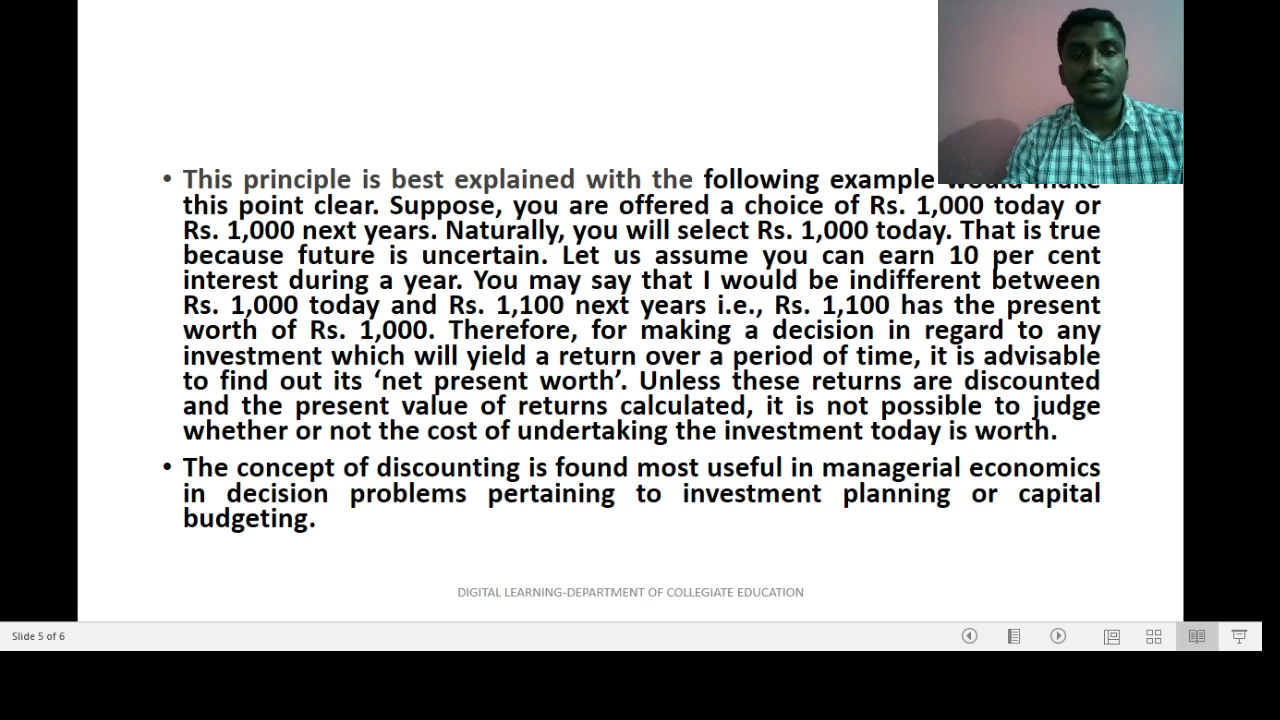 • This principle is best explained with the following example would make
this point clear. Suppose, you are offered a choice of Rs. 1,000 today or
Rs. 1,000 next years. Naturally, you will select Rs. 1,000 today. That is true
because future is uncertain. Let us assume you can earn 10 per cent
interest during a year. You may say that I would be indifferent between
Rs. 1,000 today and Rs. 1,100 next years i.e., Rs. 1,100 has the present
worth of Rs. 1,000. Therefore, for making a decision in regard to any
investment which will yield a return over a period of time, it is advisable
to find out its ‘net present worth’. Unless these returns are discounted
and the present value of returns calculated, it is not possible to judge
whether or not the cost of undertaking the investment today is worth.
• The concept of discounting is found most useful in managerial economics
in decision problems pertaining to investment planning or capital
budgeting.
DIGITAL LEARNING-DEPARTMENT OF COLLEGIATE EDUCATION
Slide 5 of 6